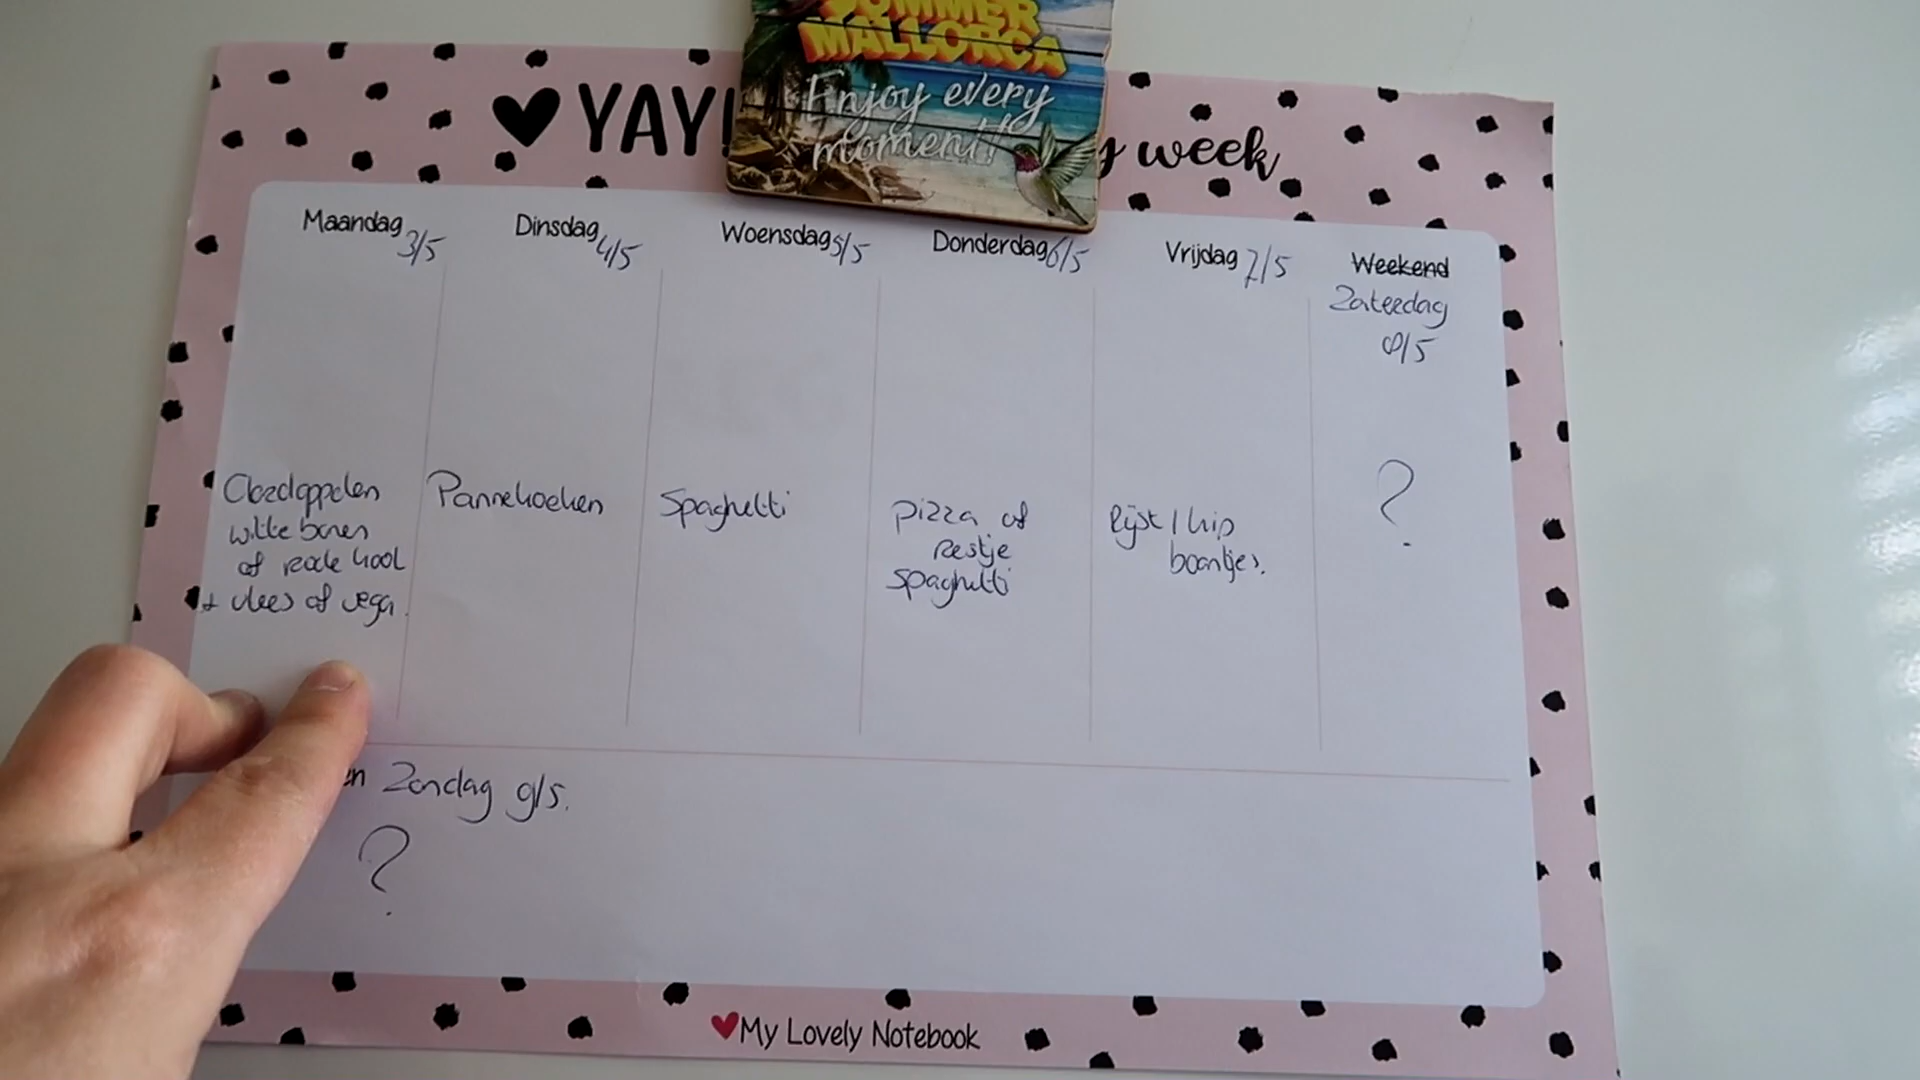 SUMMER
MALLORCA
Enjoy every
moment!
YAY!
week
Maandag 3/5
Dinsdag 4/5
Woensdag 5/5
Donderdag 6/5
Vrijdag 7/5
Weekend
Zaterdag
8/5
Aardappelen
witte bonen
of rode kool
+ vlees of vega.
Pannekoeken
Spaghetti
pizza of
restje
spaghetti
Rijst / kip
boontjes.
?
en Zondag 9/5.
?
My Lovely Notebook